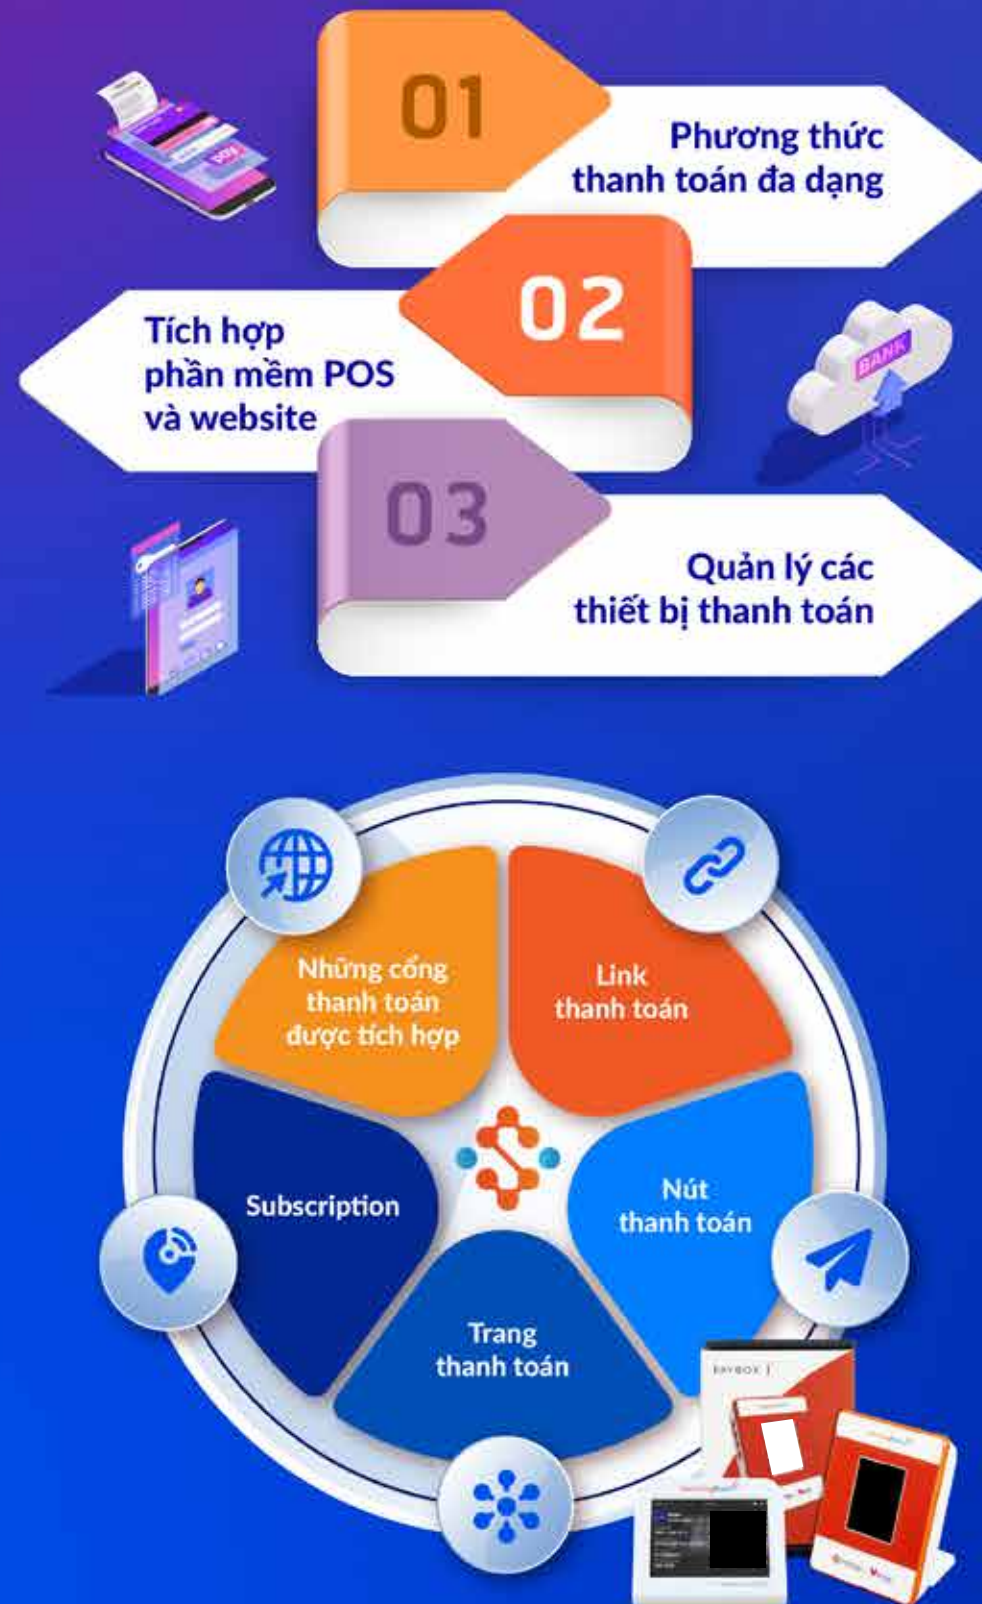 01
Phương thức
thanh toán đa dạng
pay
02
Tích hợp
phần mềm POS
và website
BANK
03
Quản lý các
thiết bị thanh toán
Những cổng
thanh toán
được tích hợp
Link
thanh toán
Subscription
Nút
thanh toán
Trang
thanh toán
PAYBOX